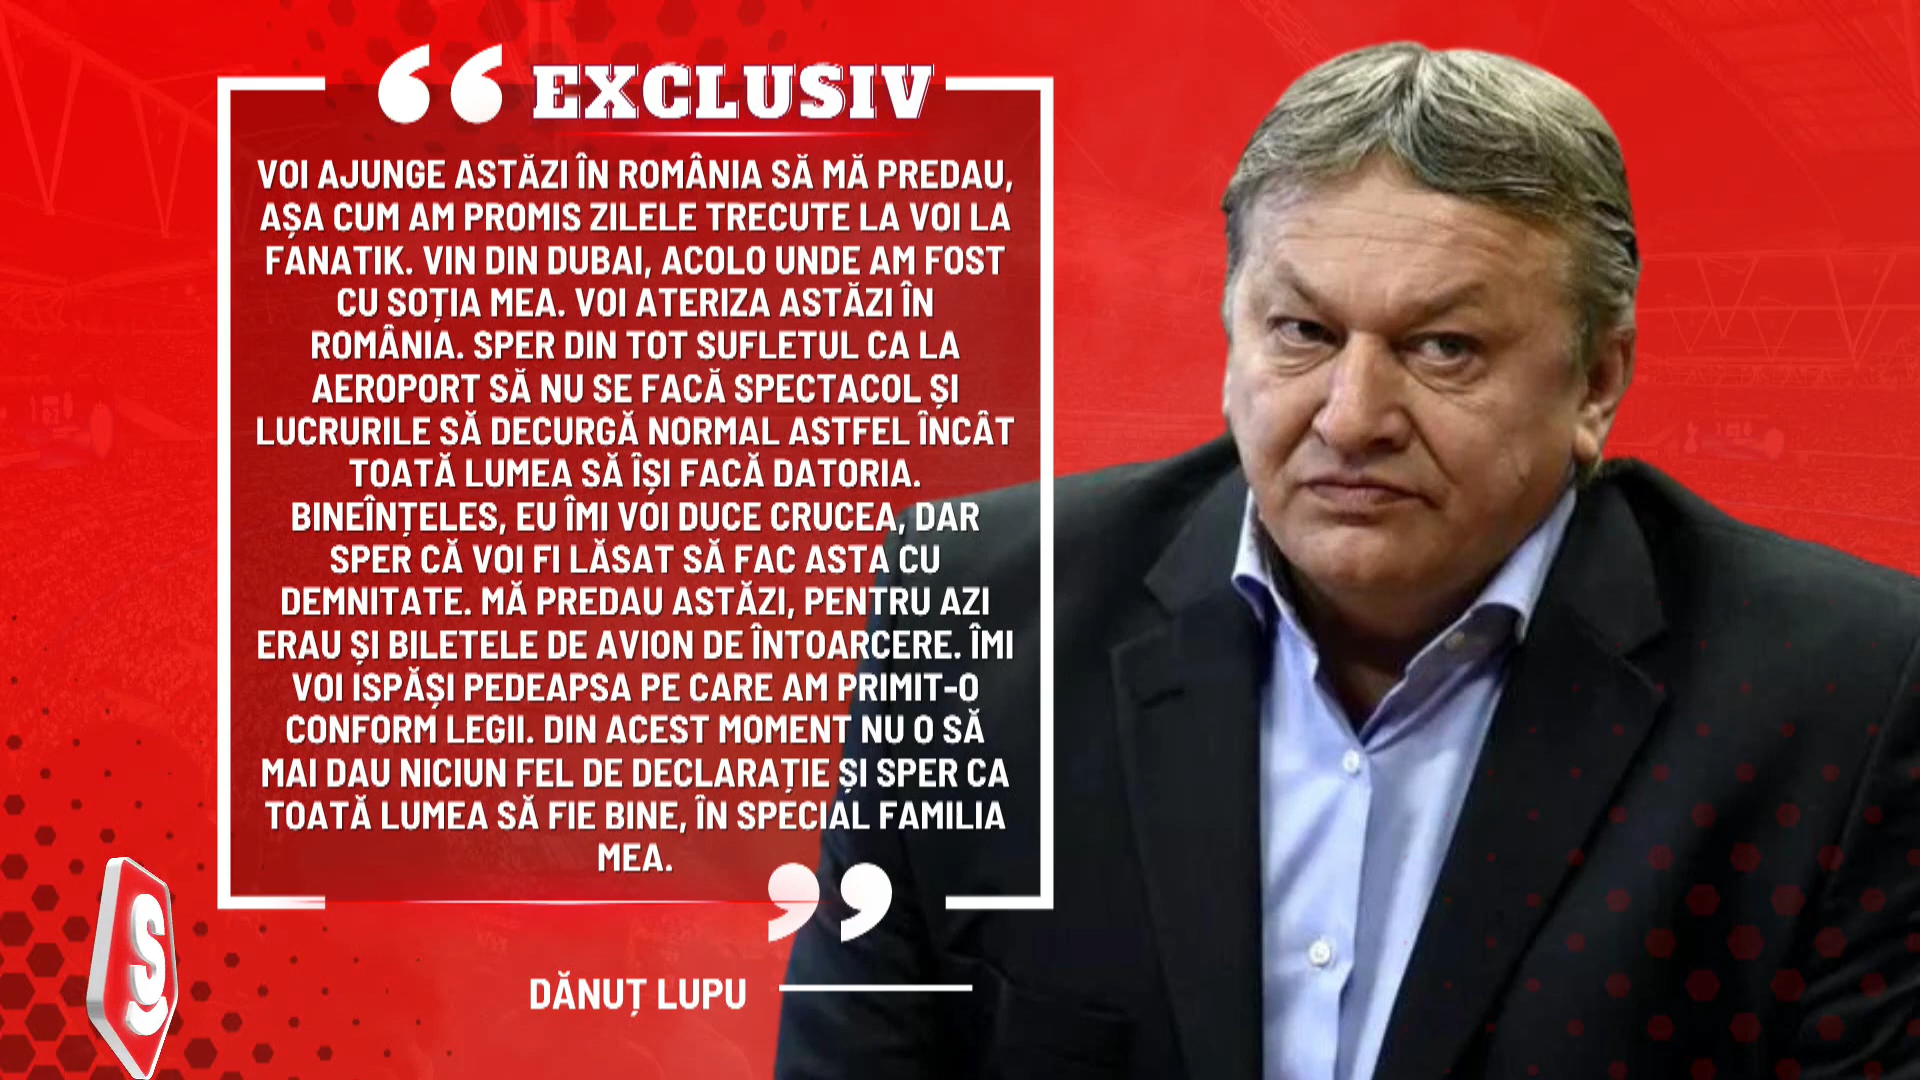 “ EXCLUSIV
VOI AJUNGE ASTĂZI ÎN ROMÂNIA SĂ MĂ PREDAU,
AȘA CUM AM PROMIS ZILELE TRECUTE LA VOI LA
FANATIK. VIN DIN DUBAI, ACOLO UNDE AM FOST
CU SOȚIA MEA. VOI ATERIZA ASTĂZI ÎN
ROMÂNIA. SPER DIN TOT SUFLETUL CA LA
AEROPORT SĂ NU SE FACĂ SPECTACOL ȘI
LUCRURILE SĂ DECURGĂ NORMAL ASTFEL ÎNCÂT
TOATĂ LUMEA SĂ ÎȘI FACĂ DATORIA.
BINEÎNȚELES, EU ÎMI VOI DUCE CRUCEA, DAR
SPER CĂ VOI FI LĂSAT SĂ FAC ASTA CU
DEMNITATE. MĂ PREDAU ASTĂZI, PENTRU AZI
ERAU ȘI BILETELE DE AVION DE ÎNTOARCERE. ÎMI
VOI ISPĂȘI PEDEAPSA PE CARE AM PRIMIT-O
CONFORM LEGII. DIN ACEST MOMENT NU O SĂ
MAI DAU NICIUN FEL DE DECLARAȚIE ȘI SPER CA
TOATĂ LUMEA SĂ FIE BINE, ÎN SPECIAL FAMILIA
MEA.
”
DĂNUȚ LUPU
S